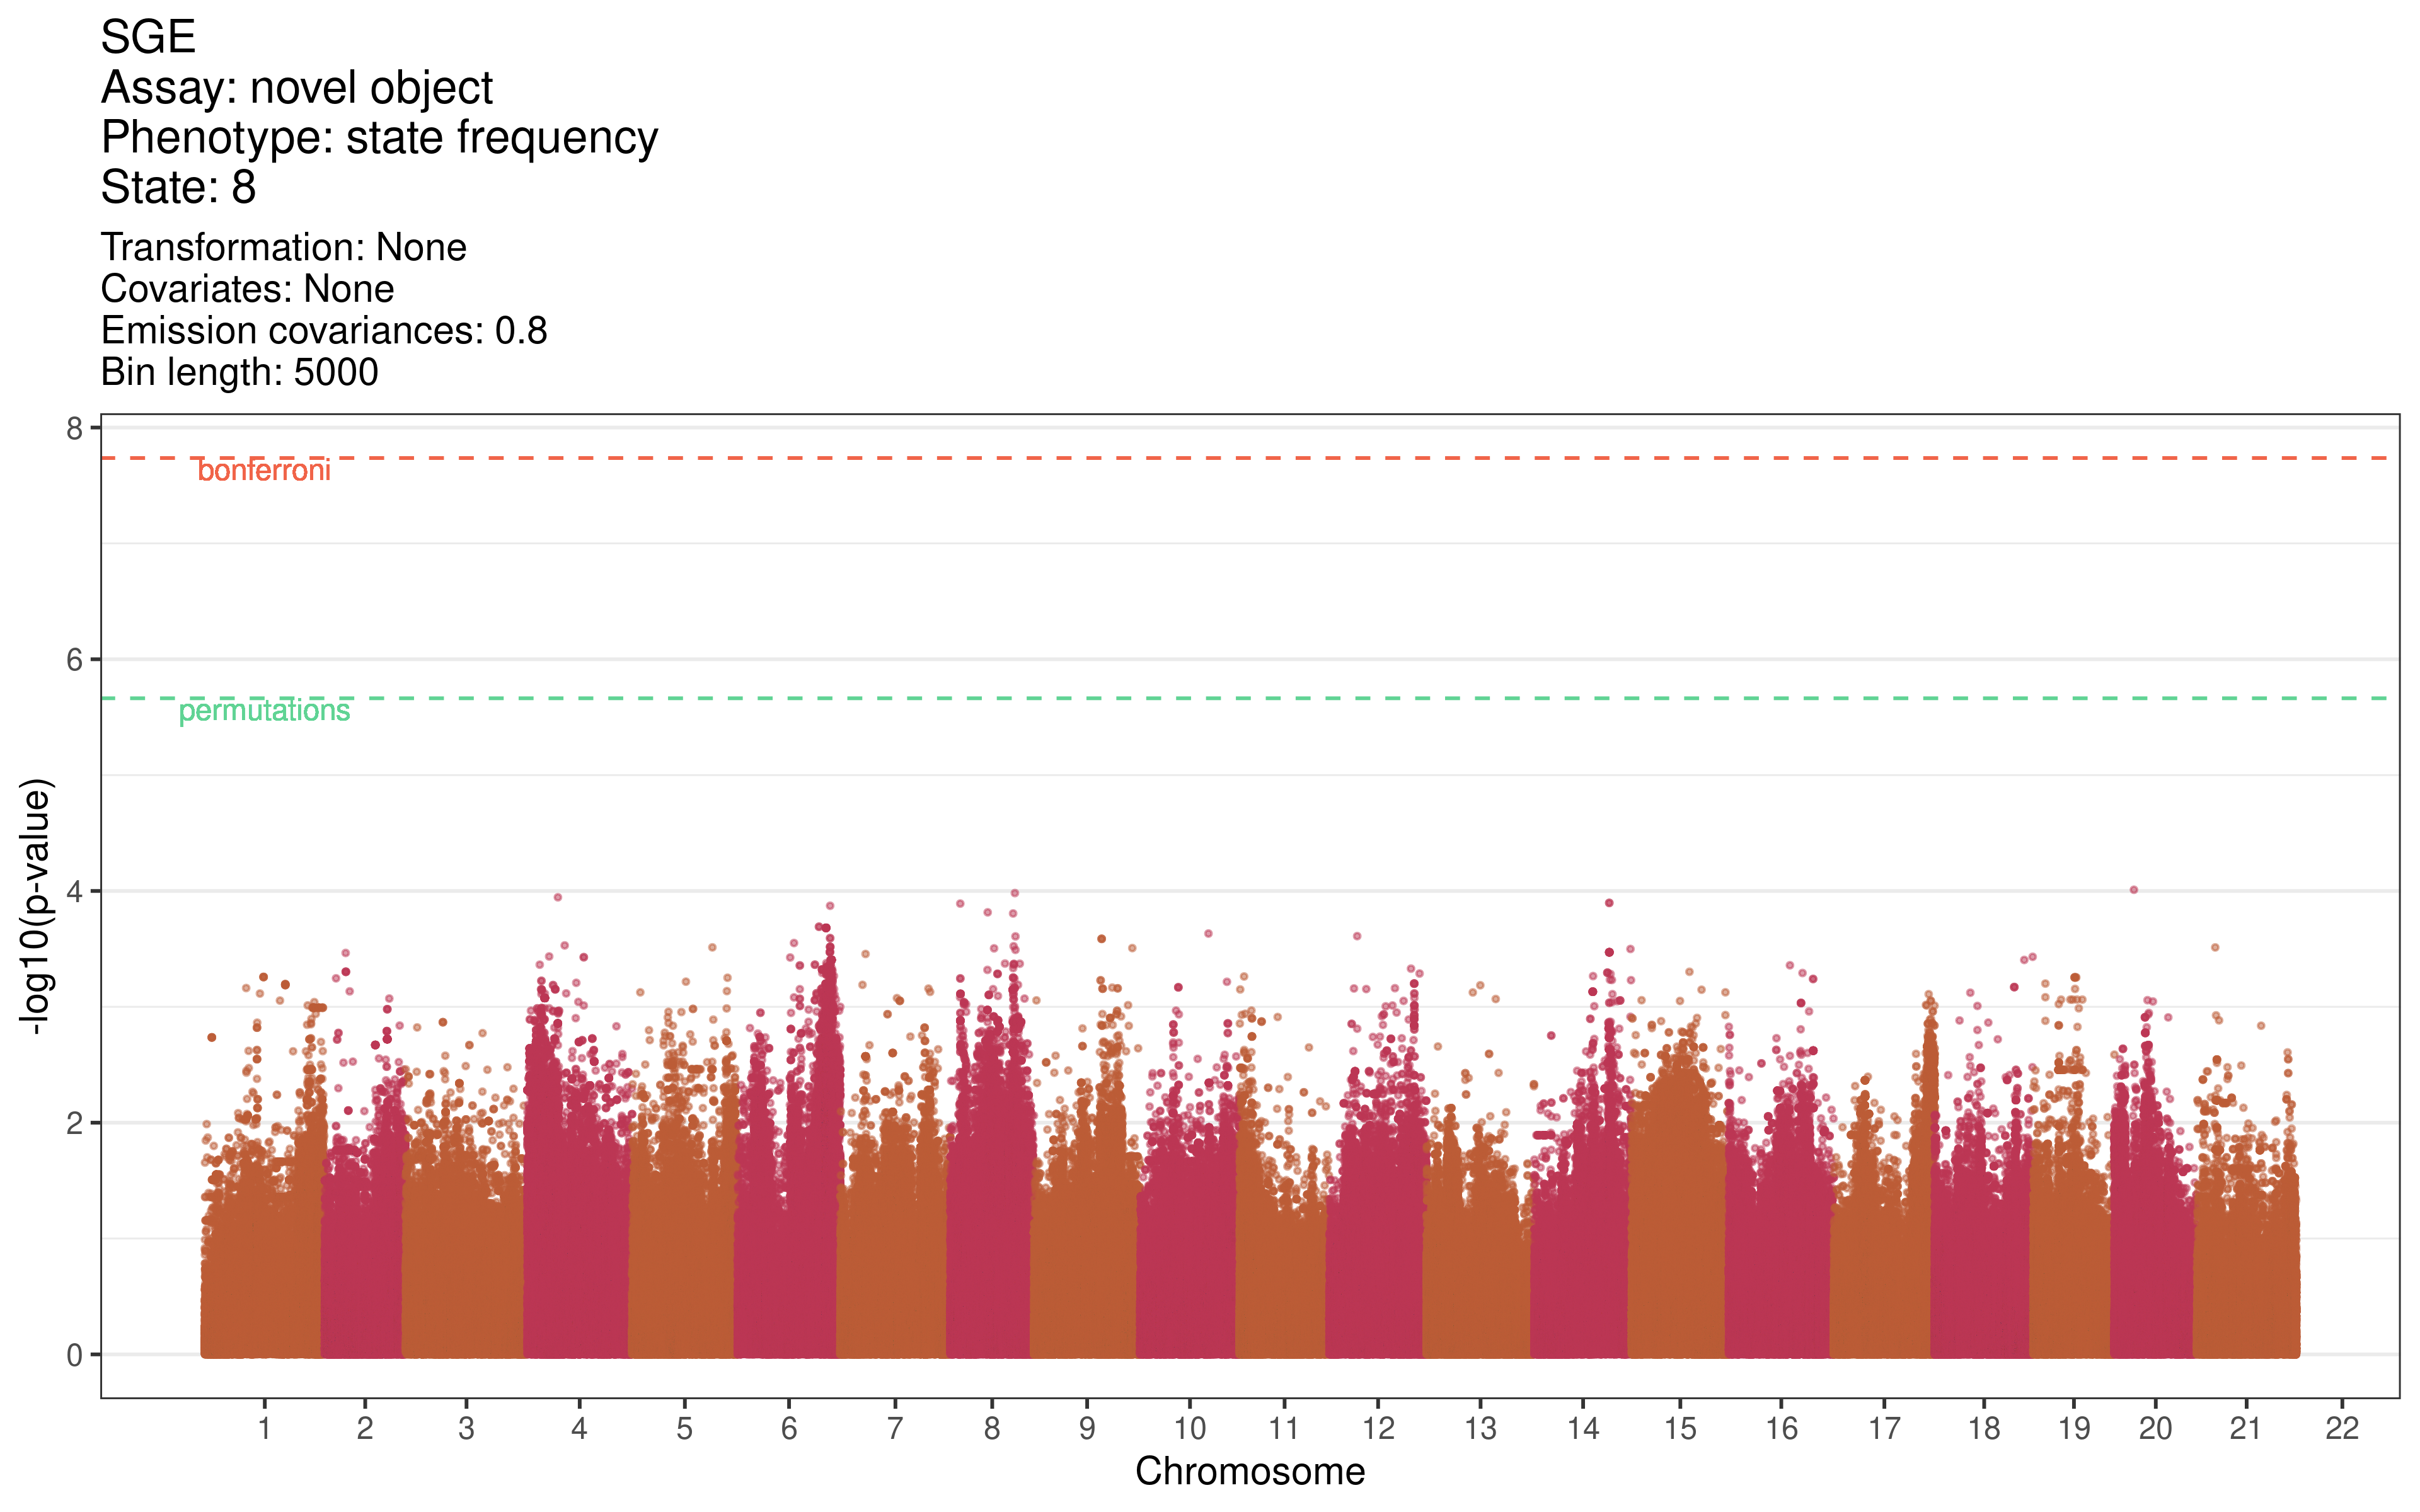 SGE
Assay: novel object
Phenotype: state frequency
State: 8
Transformation: None
Covariates: None
Emission covariances: 0.8
Bin length: 5000
8
bonferroni
6
permutations
4
2
0
-log10(p-value)
1 2 3 4 5 6 7 8 9 10 11 12 13 14 15 16 17 18 19 20 21 22
Chromosome